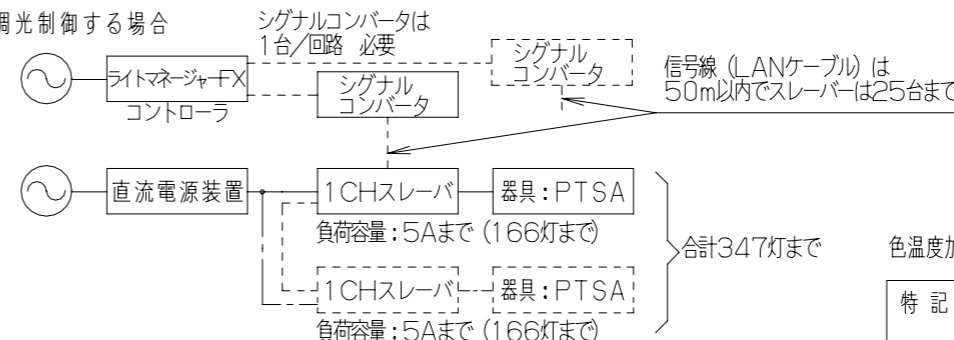 調光制御する場合
シグナルコンバータは
1台/回路 必要
ライトマネージャーFX
コントローラ
シグナル
コンバータ
シグナル
コンバータ
信号線(LANケーブル)は
50m以内でスレーバーは25台まで
直流電源装置
1CHスレーバ
器具:PTSA
負荷容量:5Aまで(166灯まで)
合計347灯まで
1CHスレーバ
器具:PTSA
負荷容量:5Aまで(166灯まで)
色温度
特記